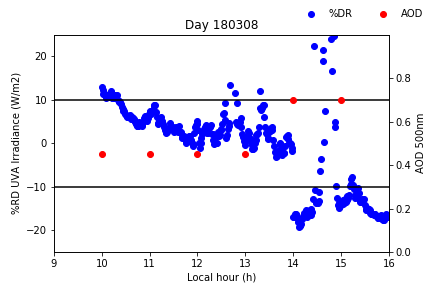 %DR AOD
Day 180308
20
10
0
−10
−20
%RD UVA Irradiance (W/m2)
0.8
0.6
0.4
0.2
0.0
AOD 500nm
9 10 11 12 13 14 15 16
Local hour (h)